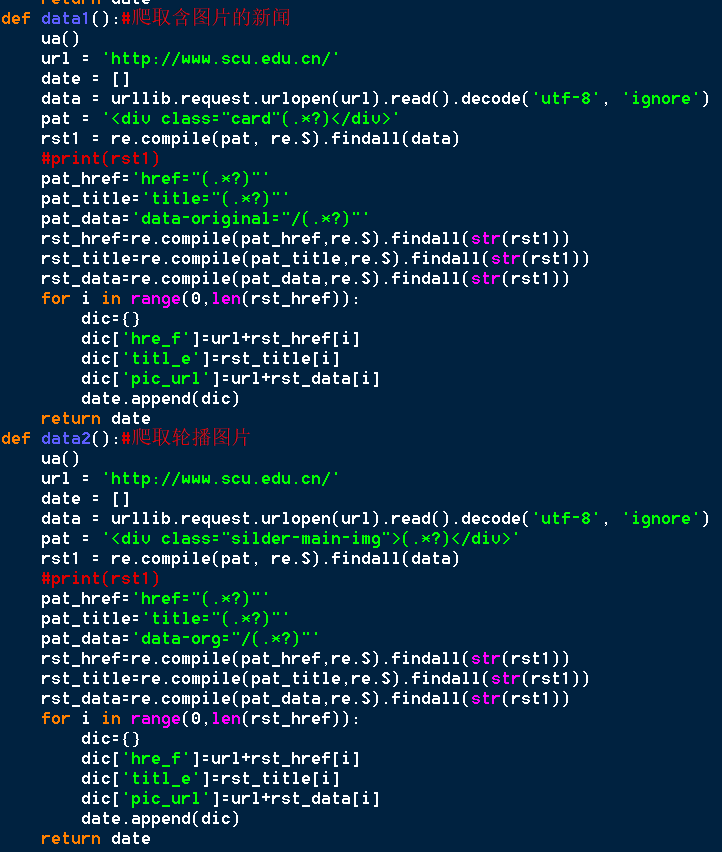 return date
def data1():#爬取含图片的新闻
    ua()
    url = 'http://www.scu.edu.cn/'
    date = []
    data = urllib.request.urlopen(url).read().decode('utf-8', 'ignore')
    pat = '<div class="card"(.*?)</div>'
    rst1 = re.compile(pat, re.S).findall(data)
    #print(rst1)
    pat_href='href="(.*?)"'
    pat_title='title="(.*?)"'
    pat_data='data-original="/(.*?)"'
    rst_href=re.compile(pat_href,re.S).findall(str(rst1))
    rst_title=re.compile(pat_title,re.S).findall(str(rst1))
    rst_data=re.compile(pat_data,re.S).findall(str(rst1))
    for i in range(0,len(rst_href)):
        dic={}
        dic['hre_f']=url+rst_href[i]
        dic['titl_e']=rst_title[i]
        dic['pic_url']=url+rst_data[i]
        date.append(dic)
    return date
def data2():#爬取轮播图片
    ua()
    url = 'http://www.scu.edu.cn/'
    date = []
    data = urllib.request.urlopen(url).read().decode('utf-8', 'ignore')
    pat = '<div class="silder-main-img">(.*?)</div>'
    rst1 = re.compile(pat, re.S).findall(data)
    #print(rst1)
    pat_href='href="(.*?)"'
    pat_title='title="(.*?)"'
    pat_data='data-org="/(.*?)"'
    rst_href=re.compile(pat_href,re.S).findall(str(rst1))
    rst_title=re.compile(pat_title,re.S).findall(str(rst1))
    rst_data=re.compile(pat_data,re.S).findall(str(rst1))
    for i in range(0,len(rst_href)):
        dic={}
        dic['hre_f']=url+rst_href[i]
        dic['titl_e']=rst_title[i]
        dic['pic_url']=url+rst_data[i]
        date.append(dic)
    return date